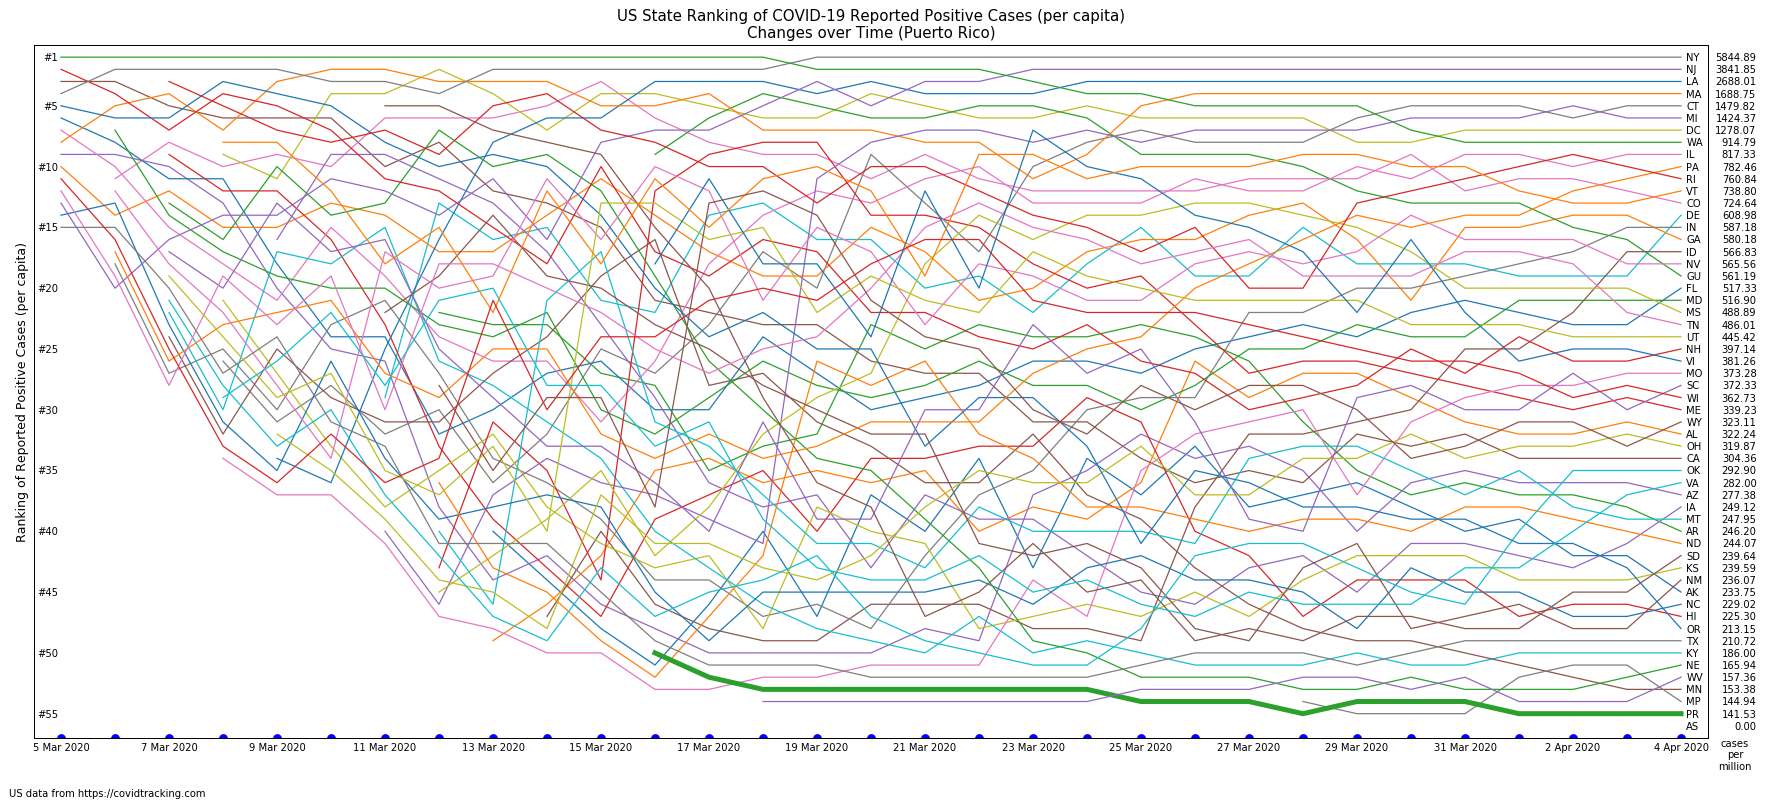 US State Ranking of COVID-19 Reported Positive Cases (per capita)
Changes over Time (Puerto Rico)
Ranking of Reported Positive Cases (per capita)
#1
#5
#10
#15
#20
#25
#30
#35
#40
#45
#50
#55
NY 5844.89
NJ 3841.85
LA 2688.01
MA 1688.75
CT 1479.82
MI 1424.37
DC 1278.07
WA 914.79
IL 817.33
PA 782.46
RI 760.84
VT 738.80
CO 724.64
DE 608.98
IN 587.18
GA 580.18
ID 566.83
NV 565.56
GU 561.19
FL 517.33
MD 516.90
MS 488.89
TN 486.01
UT 445.42
NH 397.14
VI 381.26
MO 373.28
SC 372.33
WI 362.73
ME 339.23
WY 323.11
AL 322.24
OH 319.87
CA 304.36
OK 292.90
VA 282.00
AZ 277.38
IA 249.12
MT 247.95
AR 246.20
ND 244.07
SD 239.64
KS 239.59
NM 236.07
AK 233.75
NC 229.02
HI 225.30
OR 213.15
TX 210.72
KY 186.00
NE 165.94
WV 157.36
MN 153.38
MP 144.94
PR 141.53
AS 0.00
5 Mar 2020 7 Mar 2020 9 Mar 2020 11 Mar 2020 13 Mar 2020 15 Mar 2020 17 Mar 2020 19 Mar 2020 21 Mar 2020 23 Mar 2020 25 Mar 2020 27 Mar 2020 29 Mar 2020 31 Mar 2020 2 Apr 2020 4 Apr 2020
cases
per
million
US data from https://covidtracking.com